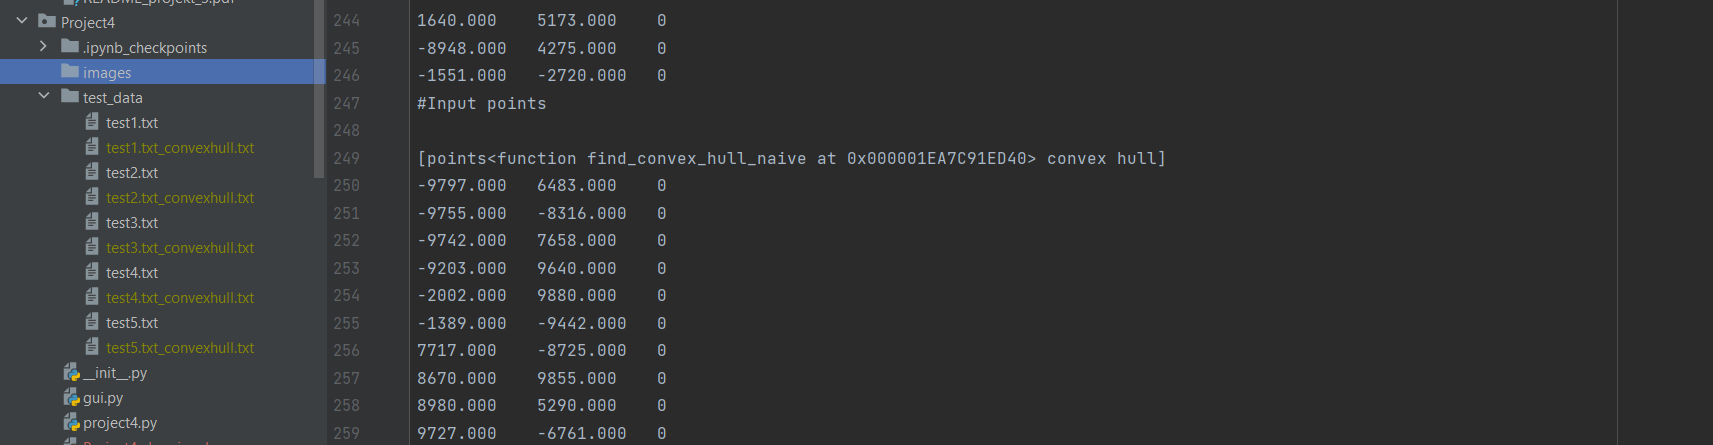 README_projekt_3.pdf
Project4
.ipynb_checkpoints
images
test_data
test1.txt
test1.txt_convexhull.txt
test2.txt
test2.txt_convexhull.txt
test3.txt
test3.txt_convexhull.txt
test4.txt
test4.txt_convexhull.txt
test5.txt
test5.txt_convexhull.txt
__init__.py
gui.py
project4.py
244 1640.000 5173.000 0
245 -8948.000 4275.000 0
246 -1551.000 -2720.000 0
247 #Input points
248
249 [points<function find_convex_hull_naive at 0x000001EA7C91ED40> convex hull]
250 -9797.000 6483.000 0
251 -9755.000 -8316.000 0
252 -9742.000 7658.000 0
253 -9203.000 9640.000 0
254 -2002.000 9880.000 0
255 -1389.000 -9442.000 0
256 7717.000 -8725.000 0
257 8670.000 9855.000 0
258 8980.000 5290.000 0
259 9727.000 -6761.000 0